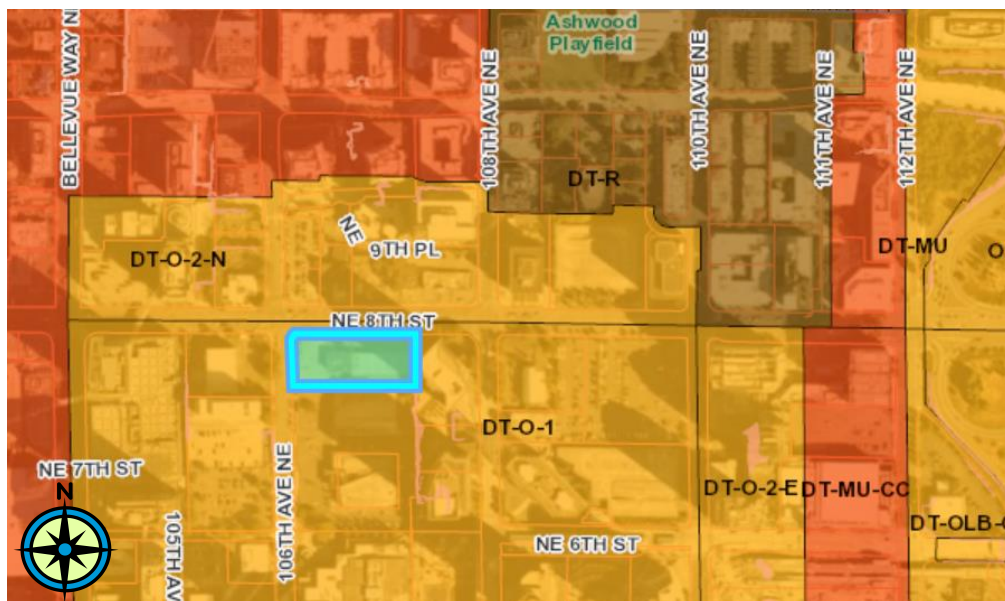 Ashwood
Playfield
BELLEVUE WAY N
108TH AVE NE
110TH AVE NE
111TH AVE NE
112TH AVE NE
DT-R
DT-O-2-N
NE 9TH PL
DT-MU
O
NE 8TH ST
DT-O-1
NE 7TH ST
106TH AVE NE
105TH AV
DT-O-2-E
DT-MU-CC
DT-OLB-
NE 6TH ST
N